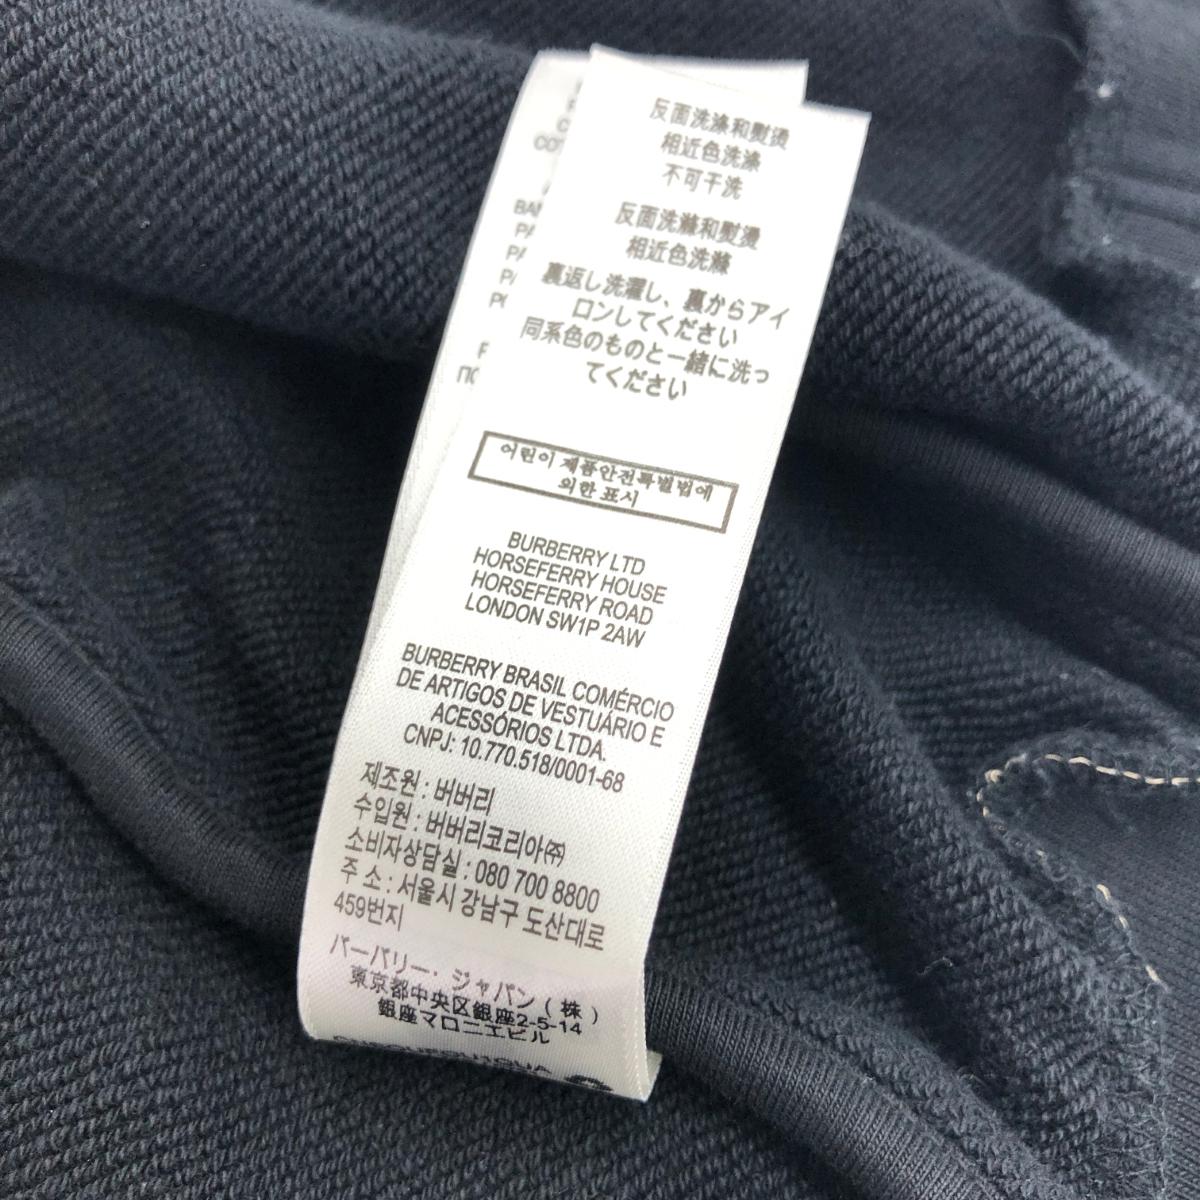 反面洗涤和熨烫
相近色洗涤
不可干洗
反面洗滌和熨燙
相近色洗滌
裏返し洗濯し、裏からアイ
ロンしてください
同系色のものと一緒に洗っ
てください
어린이 제품안전특별법에
의한 표시
BURBERRY LTD
HORSEFERRY HOUSE
HORSEFERRY ROAD
LONDON SW1P 2AW
BURBERRY BRASIL COMÉRCIO
DE ARTIGOS DE VESTUÁRIO E
ACESSÓRIOS LTDA.
CNPJ: 10.770.518/0001-68
제조원 : 버버리
수입원 : 버버리코리아㈜
소비자상담실 : 080 700 8800
주 소 : 서울시 강남구 도산대로
459번지
バーバリー・ジャパン（株）
東京都中央区銀座2-5-14
銀座マロニエビル